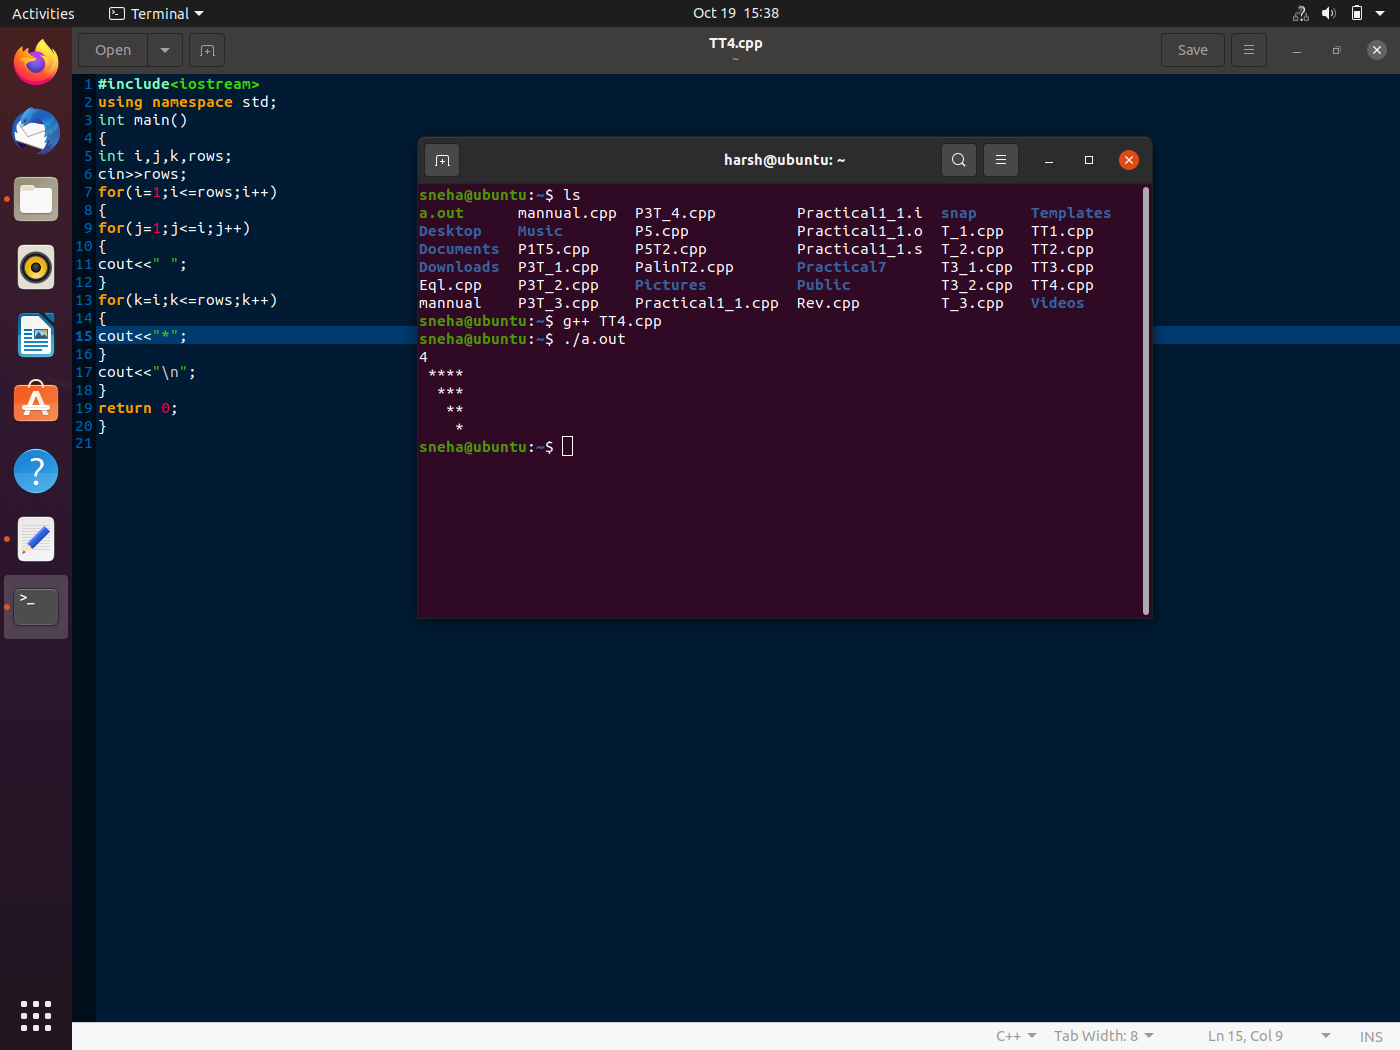 Activities Terminal Oct 19 15:38
Open TT4.cpp Save
~
1 #include<iostream>
2 using namespace std;
3 int main()
4 {
5 int i,j,k,rows;
6 cin>>rows;
7 for(i=1;i<=rows;i++)
8 {
9 for(j=1;j<=i;j++)
10 {
11 cout<<" ";
12 }
13 for(k=i;k<=rows;k++)
14 {
15 cout<<"*";
16 }
17 cout<<"\n";
18 }
19 return 0;
20 }
21
harsh@ubuntu: ~
sneha@ubuntu:~$ ls
a.out mannual.cpp P3T_4.cpp Practical1_1.i snap Templates
Desktop Music P5.cpp Practical1_1.o T_1.cpp TT1.cpp
Documents P1T5.cpp P5T2.cpp Practical1_1.s T_2.cpp TT2.cpp
Downloads P3T_1.cpp PalinT2.cpp Practical7 T3_1.cpp TT3.cpp
Eql.cpp P3T_2.cpp Pictures Public T3_2.cpp TT4.cpp
mannual P3T_3.cpp Practical1_1.cpp Rev.cpp T_3.cpp Videos
sneha@ubuntu:~$ g++ TT4.cpp
sneha@ubuntu:~$ ./a.out
4
 ****
  ***
   **
    *
sneha@ubuntu:~$
C++ Tab Width: 8 Ln 15, Col 9 INS